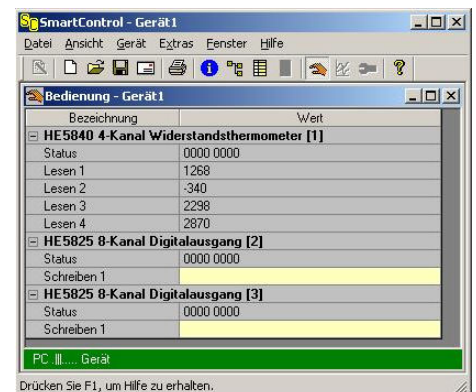 SmartControl - Gerät1
Datei Ansicht Gerät Extras Fenster Hilfe
Bedienung - Gerät1
Bezeichnung Wert
HE5840 4-Kanal Widerstandsthermometer [1]
Status 0000 0000
Lesen 1 1268
Lesen 2 -340
Lesen 3 2298
Lesen 4 2870
HE5825 8-Kanal Digitalausgang [2]
Status 0000 0000
Schreiben 1
HE5825 8-Kanal Digitalausgang [3]
Status 0000 0000
Schreiben 1
PC .|||..... Gerät
Drücken Sie F1, um Hilfe zu erhalten.